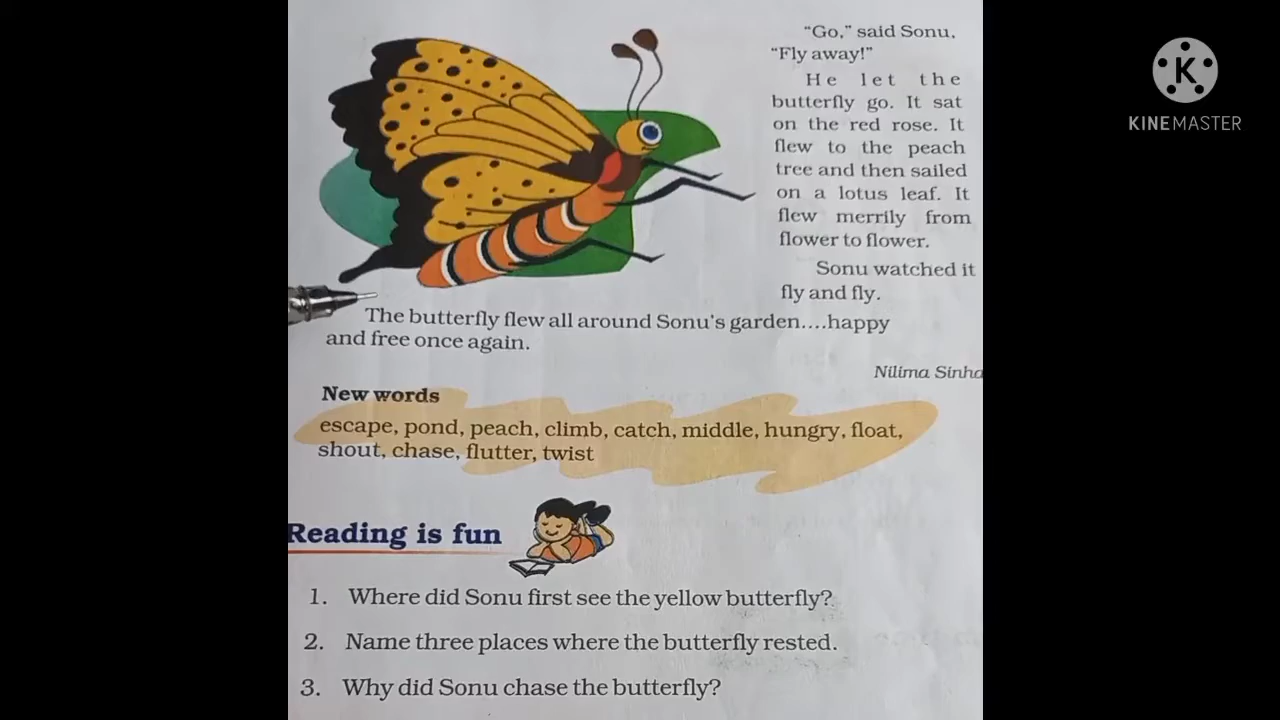 “Go,” said Sonu,
“Fly away!”
He let the
butterfly go. It sat
on the red rose. It
flew to the peach
tree and then sailed
on a lotus leaf. It
flew merrily from
flower to flower.
Sonu watched it
fly and fly.
The butterfly flew all around Sonu's garden....happy
and free once again.
Nilima Sinha
New words
escape, pond, peach, climb, catch, middle, hungry, float,
shout, chase, flutter, twist
Reading is fun
1. Where did Sonu first see the yellow butterfly?
2. Name three places where the butterfly rested.
3. Why did Sonu chase the butterfly?
K
KINEMASTER